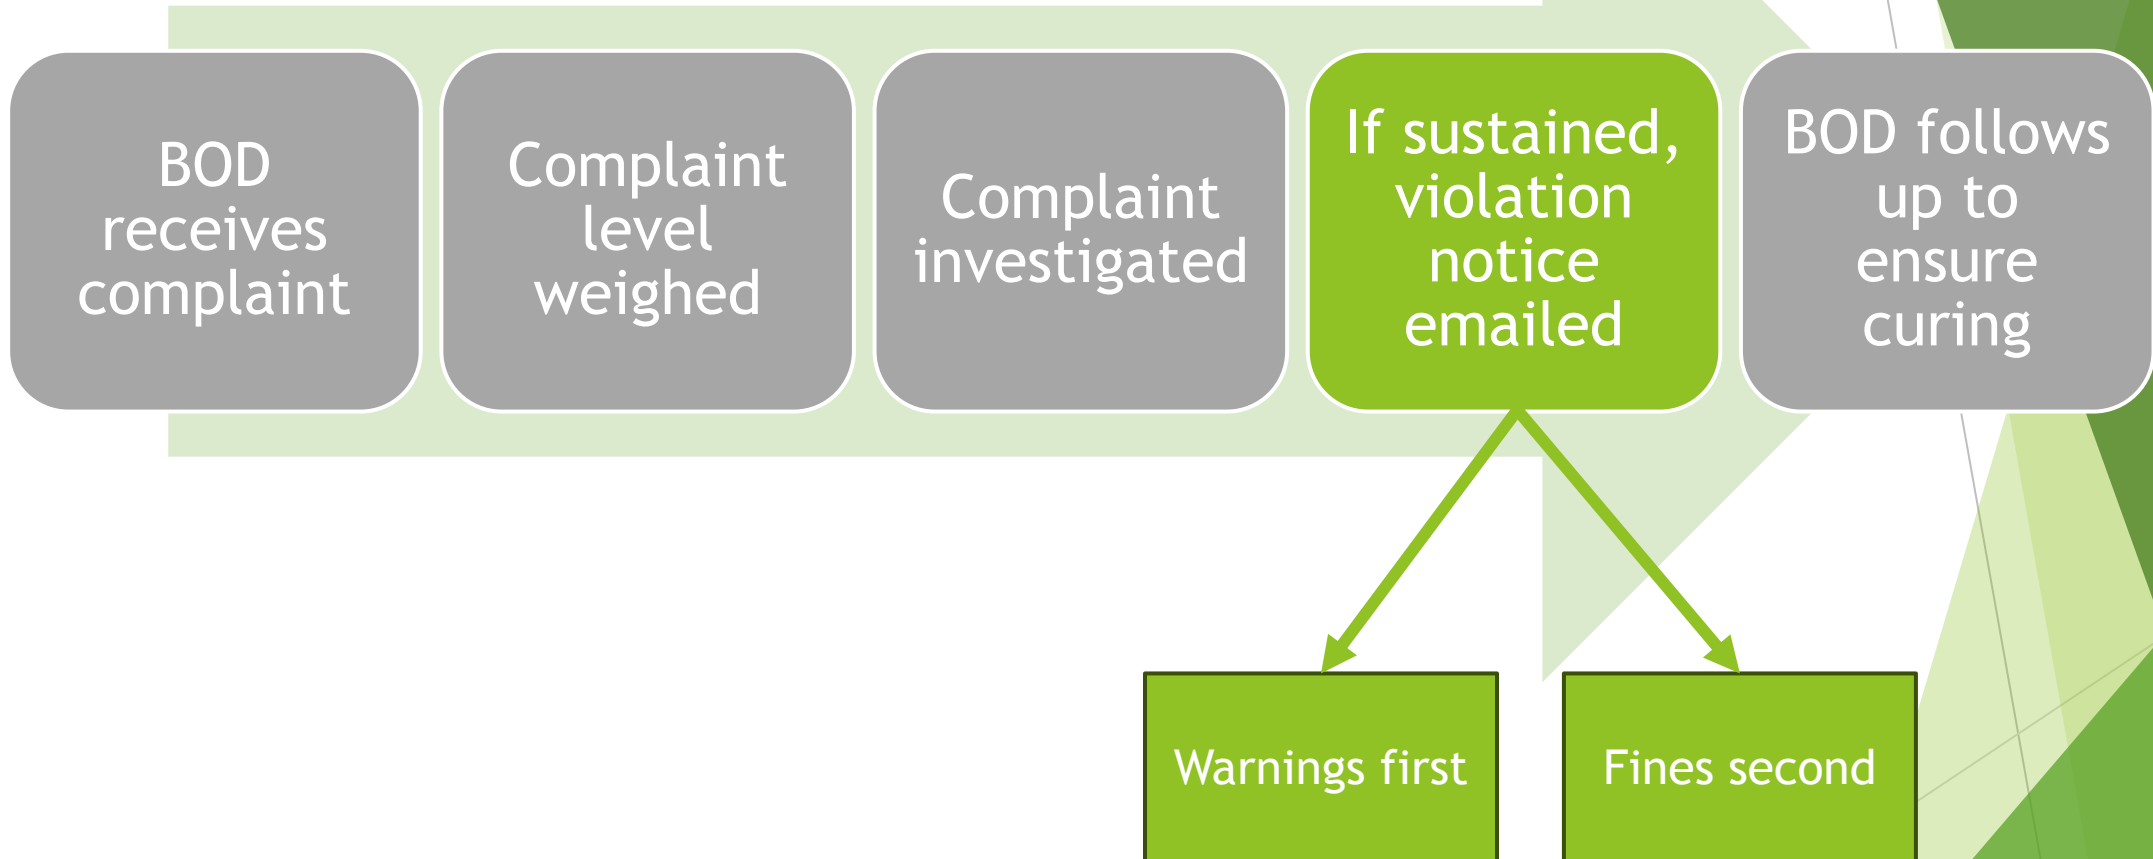 BOD
receives
complaint
Complaint
level
weighed
Complaint
investigated
If sustained,
violation
notice
emailed
BOD follows
up to
ensure
curing
Warnings first
Fines second